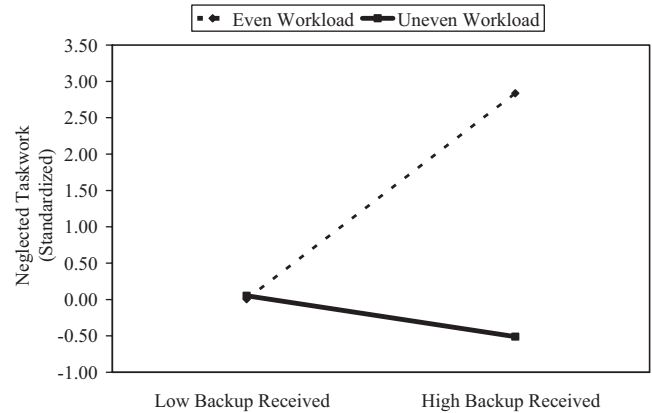 Even Workload Uneven Workload
3.50
3.00
2.50
2.00
1.50
1.00
0.50
0.00
-0.50
-1.00
Neglected Taskwork
(Standardized)
Low Backup Received High Backup Received